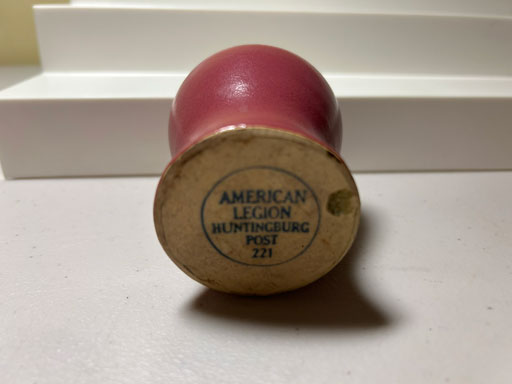 AMERICAN
LEGION
HUNTINGBURG
POST
221